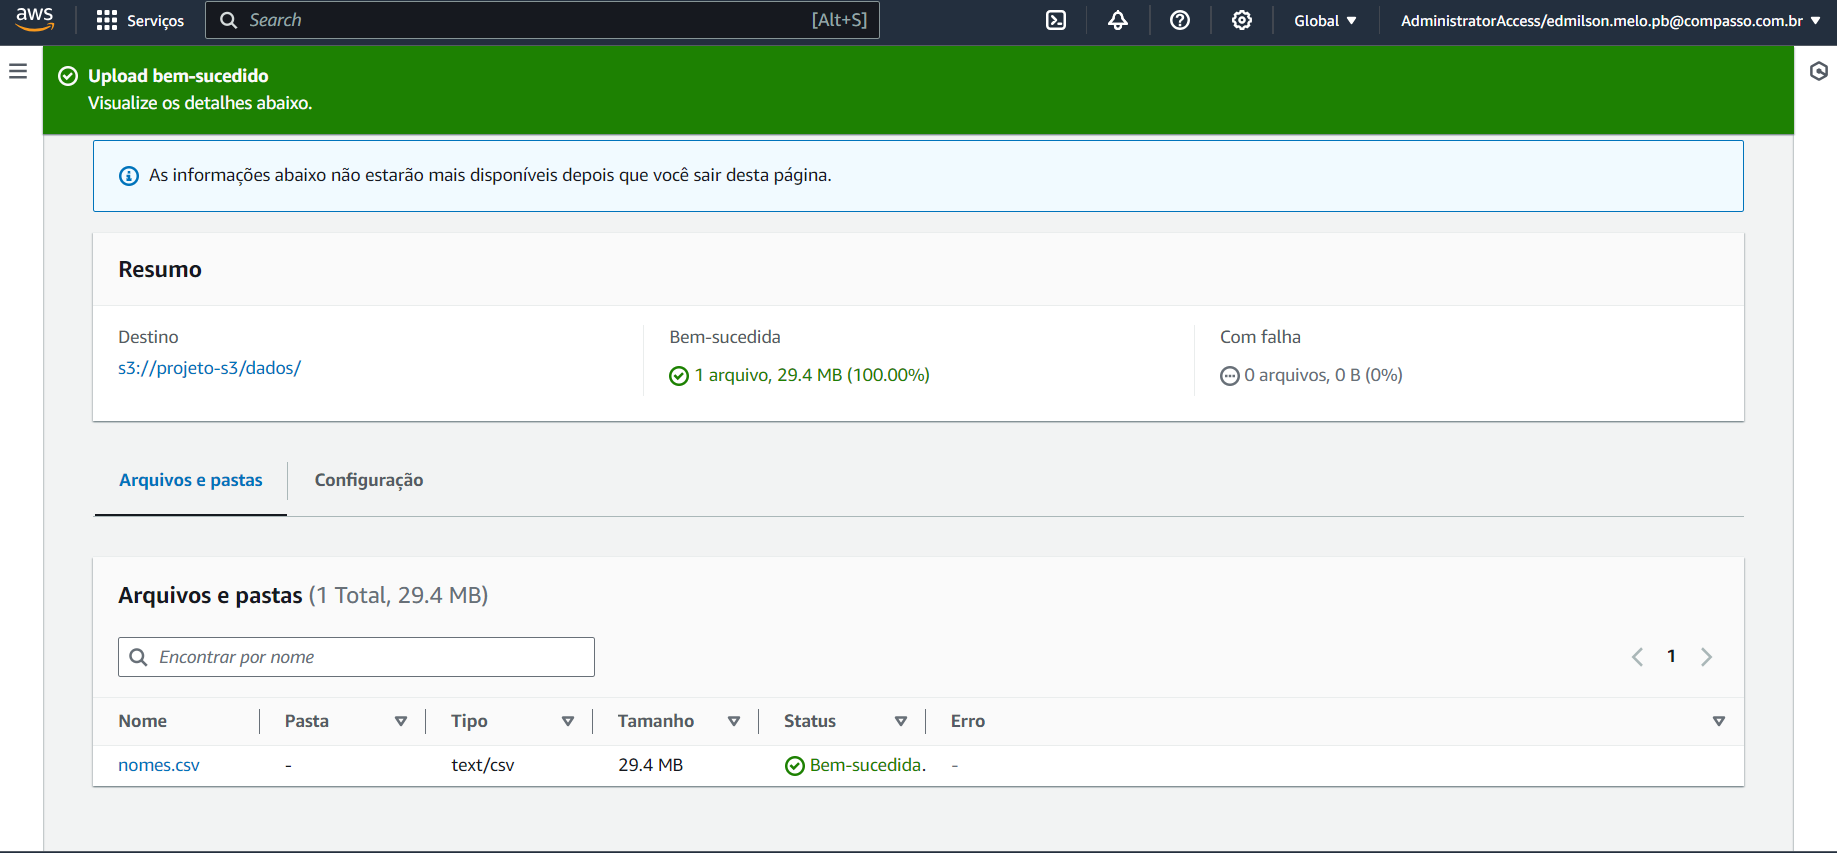 aws Serviços Search [Alt+S] Global AdministratorAccess/edmilson.melo.pb@compasso.com.br
Upload bem-sucedido
Visualize os detalhes abaixo.
As informações abaixo não estarão mais disponíveis depois que você sair desta página.
Resumo
Destino Bem-sucedida Com falha
s3://projeto-s3/dados/ 1 arquivo, 29.4 MB (100.00%) 0 arquivos, 0 B (0%)
Arquivos e pastas Configuração
Arquivos e pastas (1 Total, 29.4 MB)
Encontrar por nome 1
Nome Pasta Tipo Tamanho Status Erro
nomes.csv - text/csv 29.4 MB Bem-sucedida. -